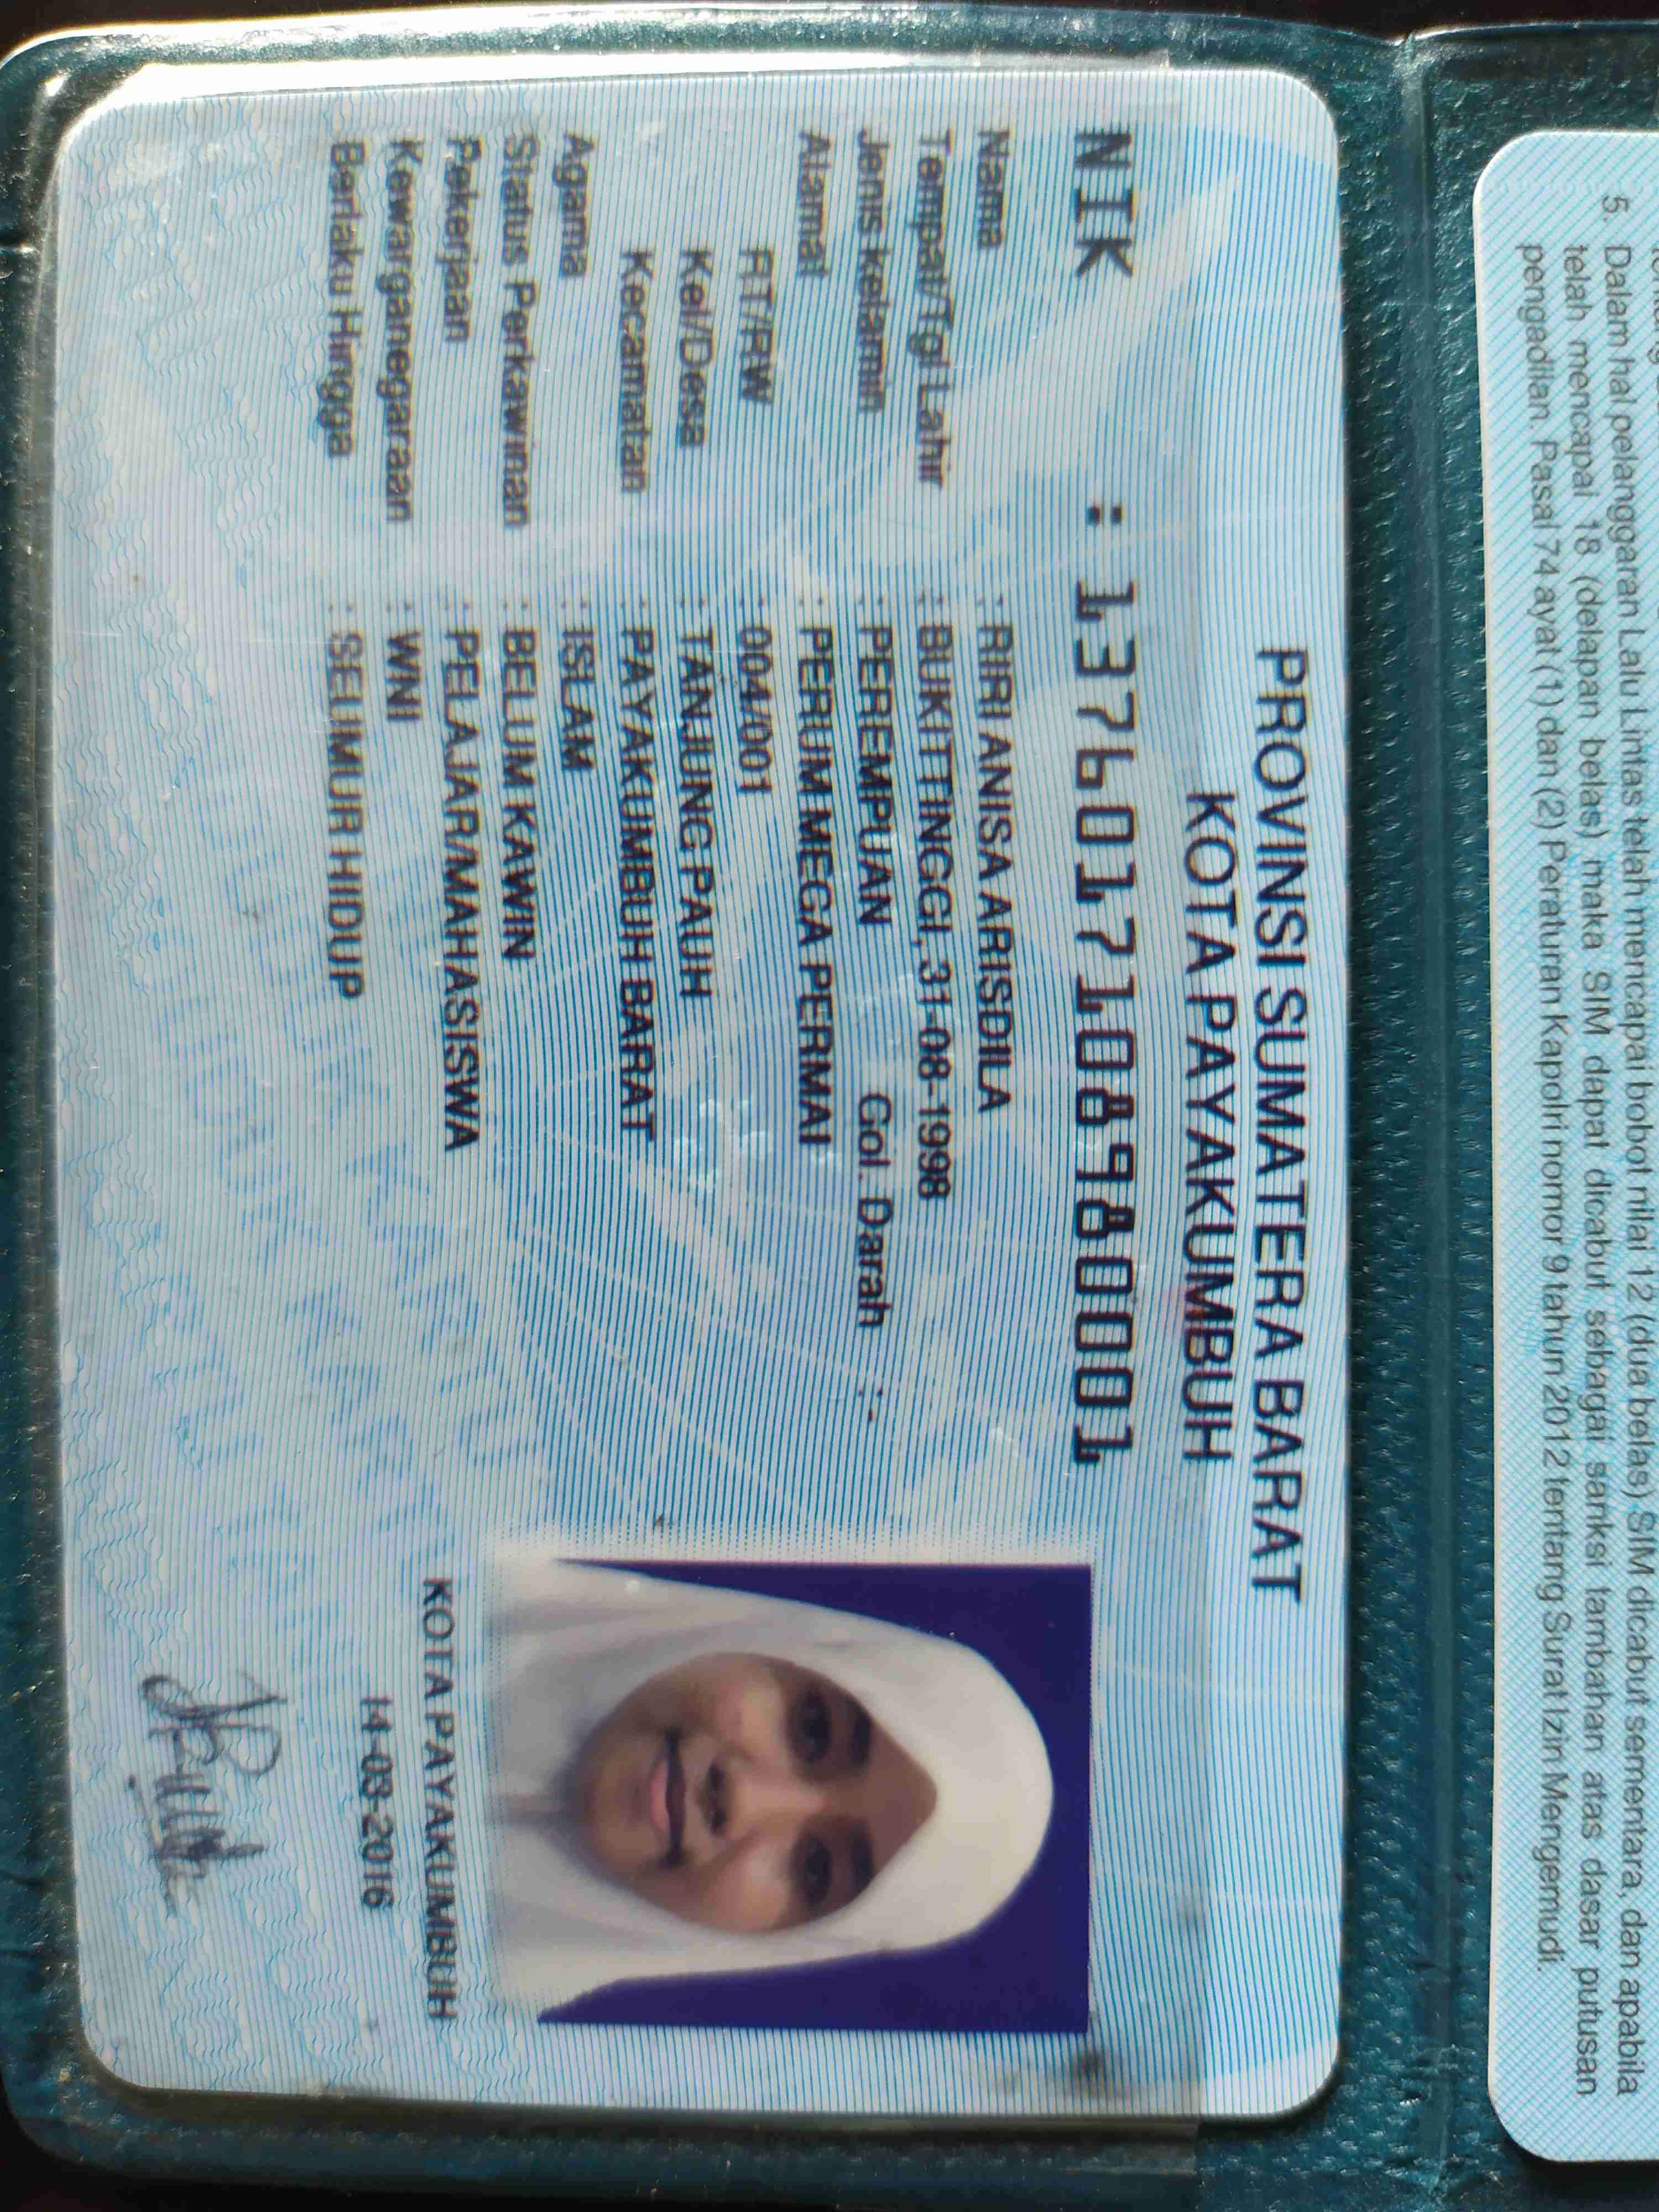 PROVINSI SUMATERA BARAT
KOTA PAYAKUMBUH
NIK : 1376017108980001
Nama : RIRI ANISA ARISDILA
Tempat/Tgl Lahir : BUKITTINGGI, 31-08-1998
Jenis kelamin : PEREMPUAN Gol. Darah : -
Alamat : PERUM MEGA PERMAI
RT/RW : 004/001
Kel/Desa : TANJUNG PAUH
Kecamatan : PAYAKUMBUH BARAT
Agama : ISLAM
Status Perkawinan : BELUM KAWIN
Pekerjaan : PELAJAR/MAHASISWA
Kewarganegaraan : WNI
Berlaku Hingga : SEUMUR HIDUP
KOTA PAYAKUMBUH
14-03-2016
5. Dalam hal pelanggaran Lalu Lintas telah mencapai bobot nilai 12 (dua belas) SIM dicabut sementara, dan apabila
telah mencapai 18 (delapan belas) maka SIM dapat dicabut sebagai sanksi tambahan atas dasar putusan
pengadilan. Pasal 74 ayat (1) dan (2) Peraturan Kapolri nomor 9 tahun 2012 tentang Surat Izin Mengemudi.